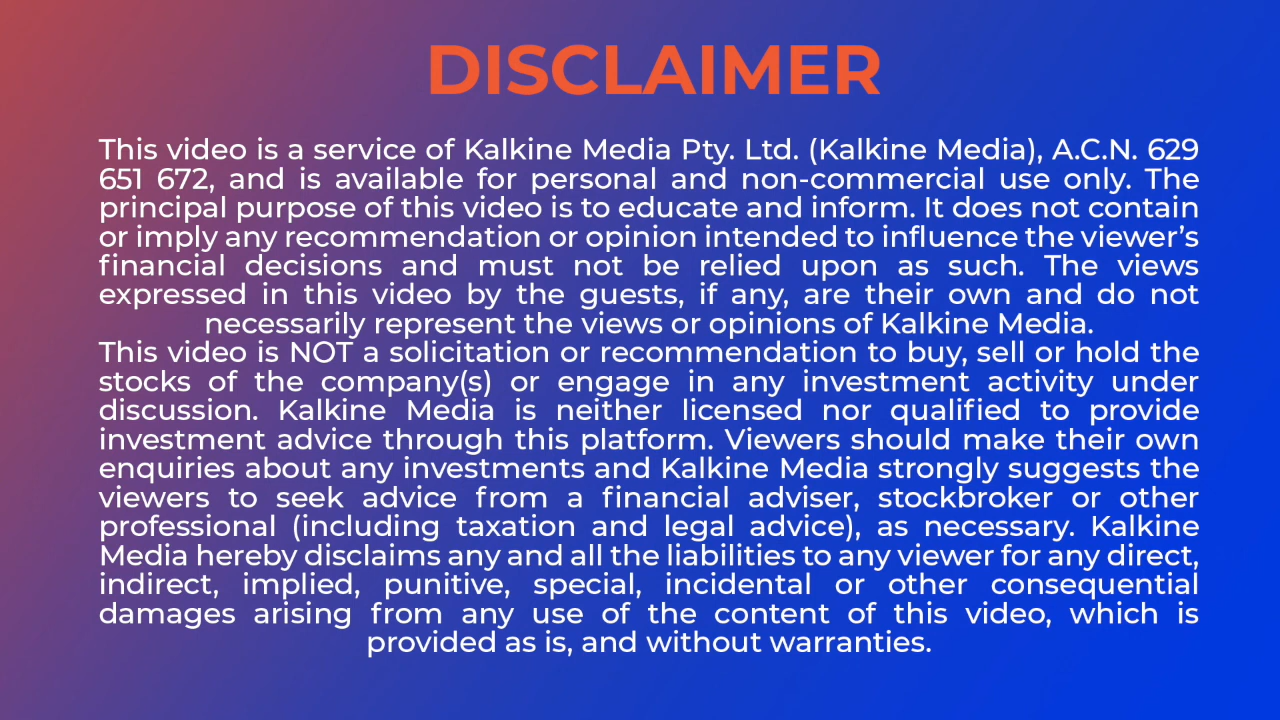 DISCLAIMER
This video is a service of Kalkine Media Pty. Ltd. (Kalkine Media), A.C.N. 629
651 672, and is available for personal and non-commercial use only. The
principal purpose of this video is to educate and inform. It does not contain
or imply any recommendation or opinion intended to influence the viewer’s
financial decisions and must not be relied upon as such. The views
expressed in this video by the guests, if any, are their own and do not
necessarily represent the views or opinions of Kalkine Media.
This video is NOT a solicitation or recommendation to buy, sell or hold the
stocks of the company(s) or engage in any investment activity under
discussion. Kalkine Media is neither licensed nor qualified to provide
investment advice through this platform. Viewers should make their own
enquiries about any investments and Kalkine Media strongly suggests the
viewers to seek advice from a financial adviser, stockbroker or other
professional (including taxation and legal advice), as necessary. Kalkine
Media hereby disclaims any and all the liabilities to any viewer for any direct,
indirect, implied, punitive, special, incidental or other consequential
damages arising from any use of the content of this video, which is
provided as is, and without warranties.